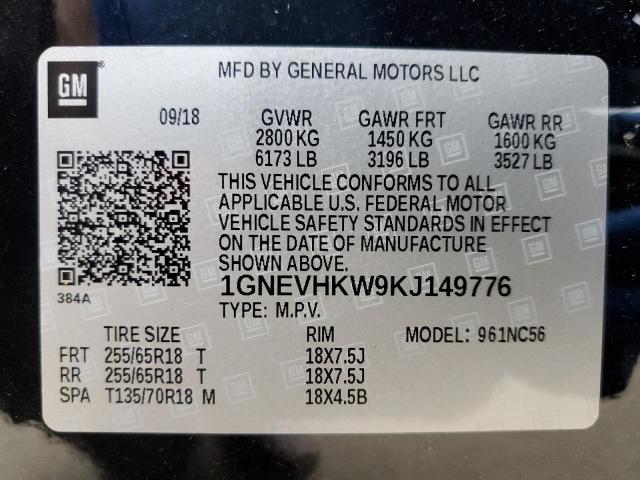 GM
MFD BY GENERAL MOTORS LLC
09/18 GVWR GAWR FRT GAWR RR
2800 KG 1450 KG 1600 KG
6173 LB 3196 LB 3527 LB
THIS VEHICLE CONFORMS TO ALL
APPLICABLE U.S. FEDERAL MOTOR
VEHICLE SAFETY STANDARDS IN EFFECT
ON THE DATE OF MANUFACTURE
SHOWN ABOVE.
1GNEVHKW9KJ149776
384A
TYPE: M.P.V.
TIRE SIZE RIM MODEL: 961NC56
FRT 255/65R18 T 18X7.5J
RR 255/65R18 T 18X7.5J
SPA T135/70R18 M 18X4.5B